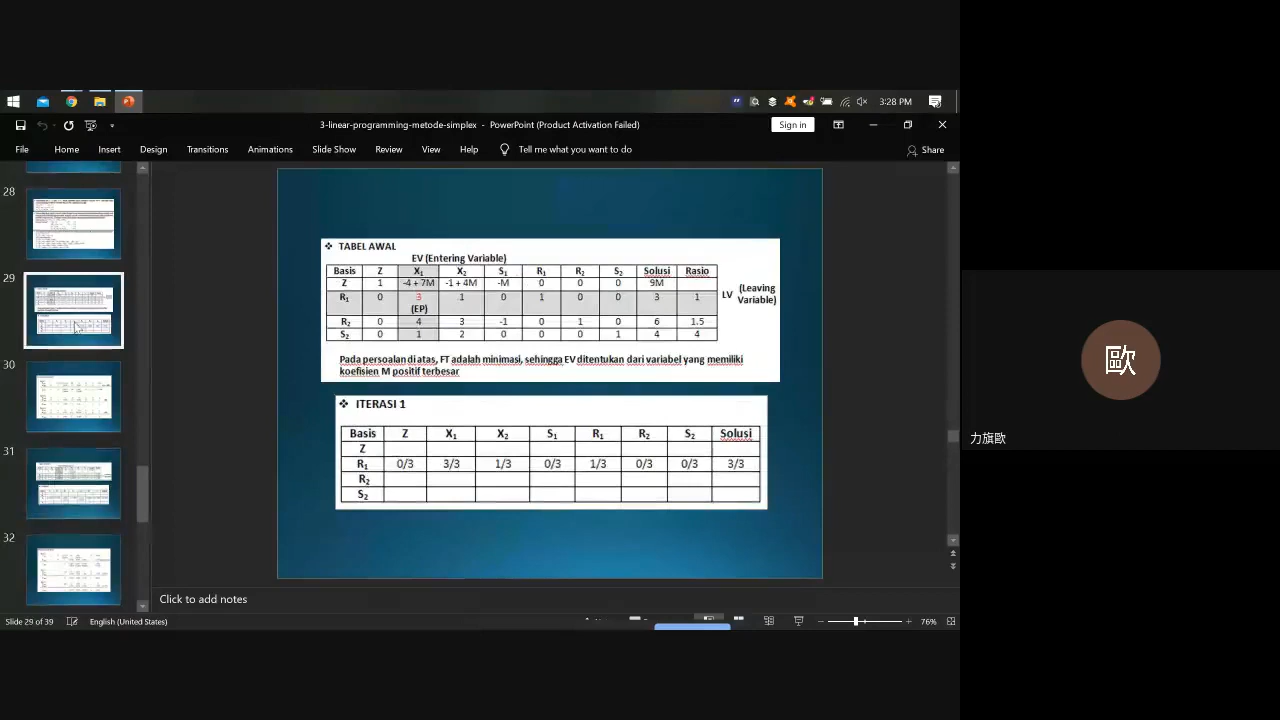 3:28 PM
3-linear-programming-metode-simplex - PowerPoint (Product Activation Failed)
Sign in
File Home Insert Design Transitions Animations Slide Show Review View Help Tell me what you want to do
Share
28
29
30
31
32
❖ TABEL AWAL
EV (Entering Variable)
Basis Z X₁ X₂ S₁ R₁ R₂ S₂ Solusi Rasio
Z 1 -4 + 7M -1 + 4M -M 0 0 0 9M
R₁ 0 3 1 0 1 0 0 3 1
(EP)
R₂ 0 4 3 -1 0 1 0 6 1.5
S₂ 0 1 2 0 0 0 1 4 4
LV (Leaving Variable)
Pada persoalan di atas, FT adalah minimasi, sehingga EV ditentukan dari variabel yang memiliki
koefisien M positif terbesar
❖ ITERASI 1
Basis Z X₁ X₂ S₁ R₁ R₂ S₂ Solusi
Z
R₁ 0/3 3/3 1/3 0/3 1/3 0/3 0/3 3/3
R₂
S₂
Click to add notes
Slide 29 of 39 English (United States) 76%
歐
力旗歐